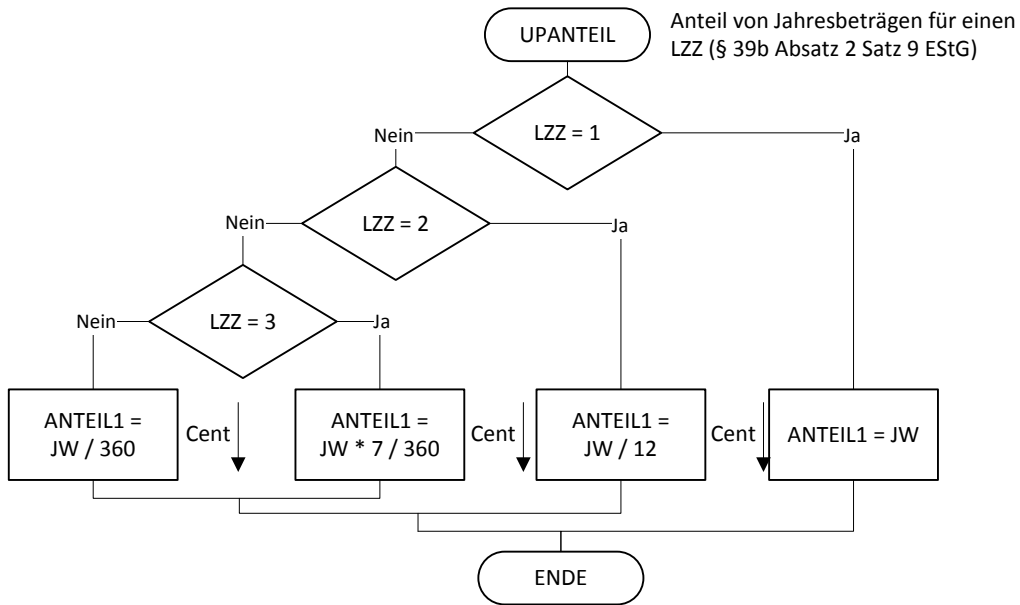 UPANTEIL
Anteil von Jahresbeträgen für einen
LZZ (§ 39b Absatz 2 Satz 9 EStG)
LZZ = 1
Nein
Ja
LZZ = 2
Nein
Ja
LZZ = 3
Nein
Ja
ANTEIL1 =
JW / 360
Cent
ANTEIL1 =
JW * 7 / 360
Cent
ANTEIL1 =
JW / 12
Cent
ANTEIL1 = JW
ENDE